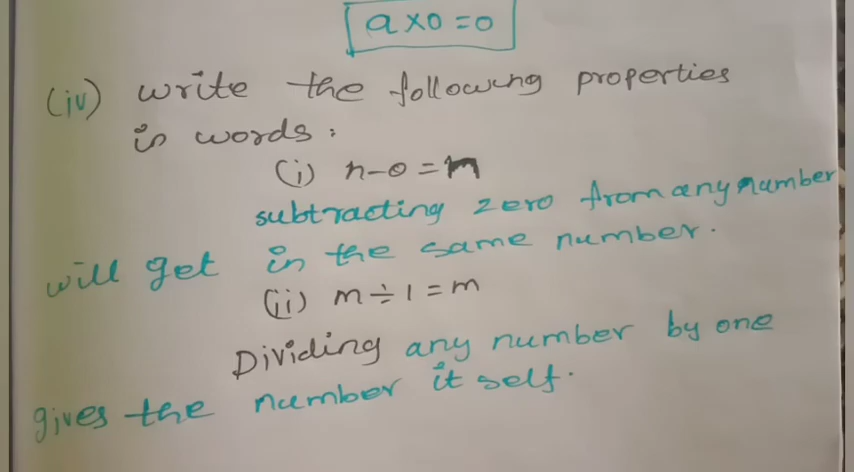 a×0=0
(iv) write the following properties
in words:
(i) n-0=n
subtracting zero from any number
will get in the same number.
(ii) m÷1=m
Dividing any number by one
gives the number it self.